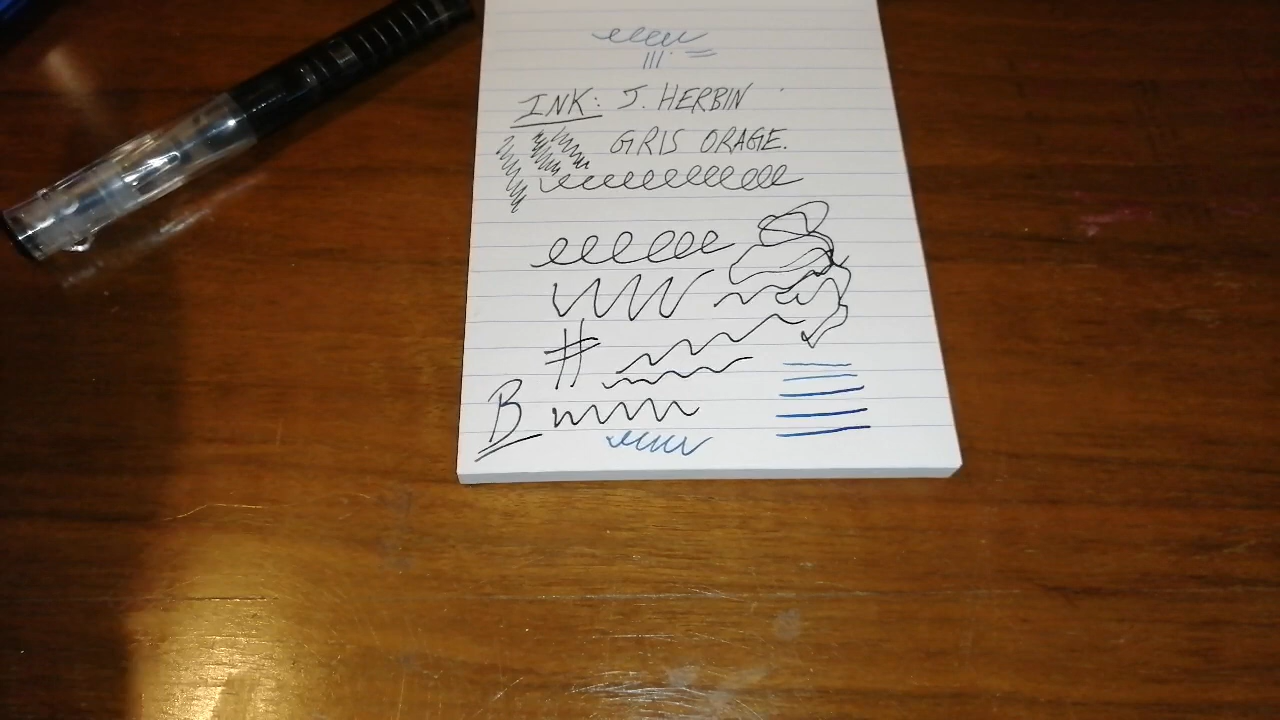 INK: J. HERBIN
GRIS ORAGE.
#
B